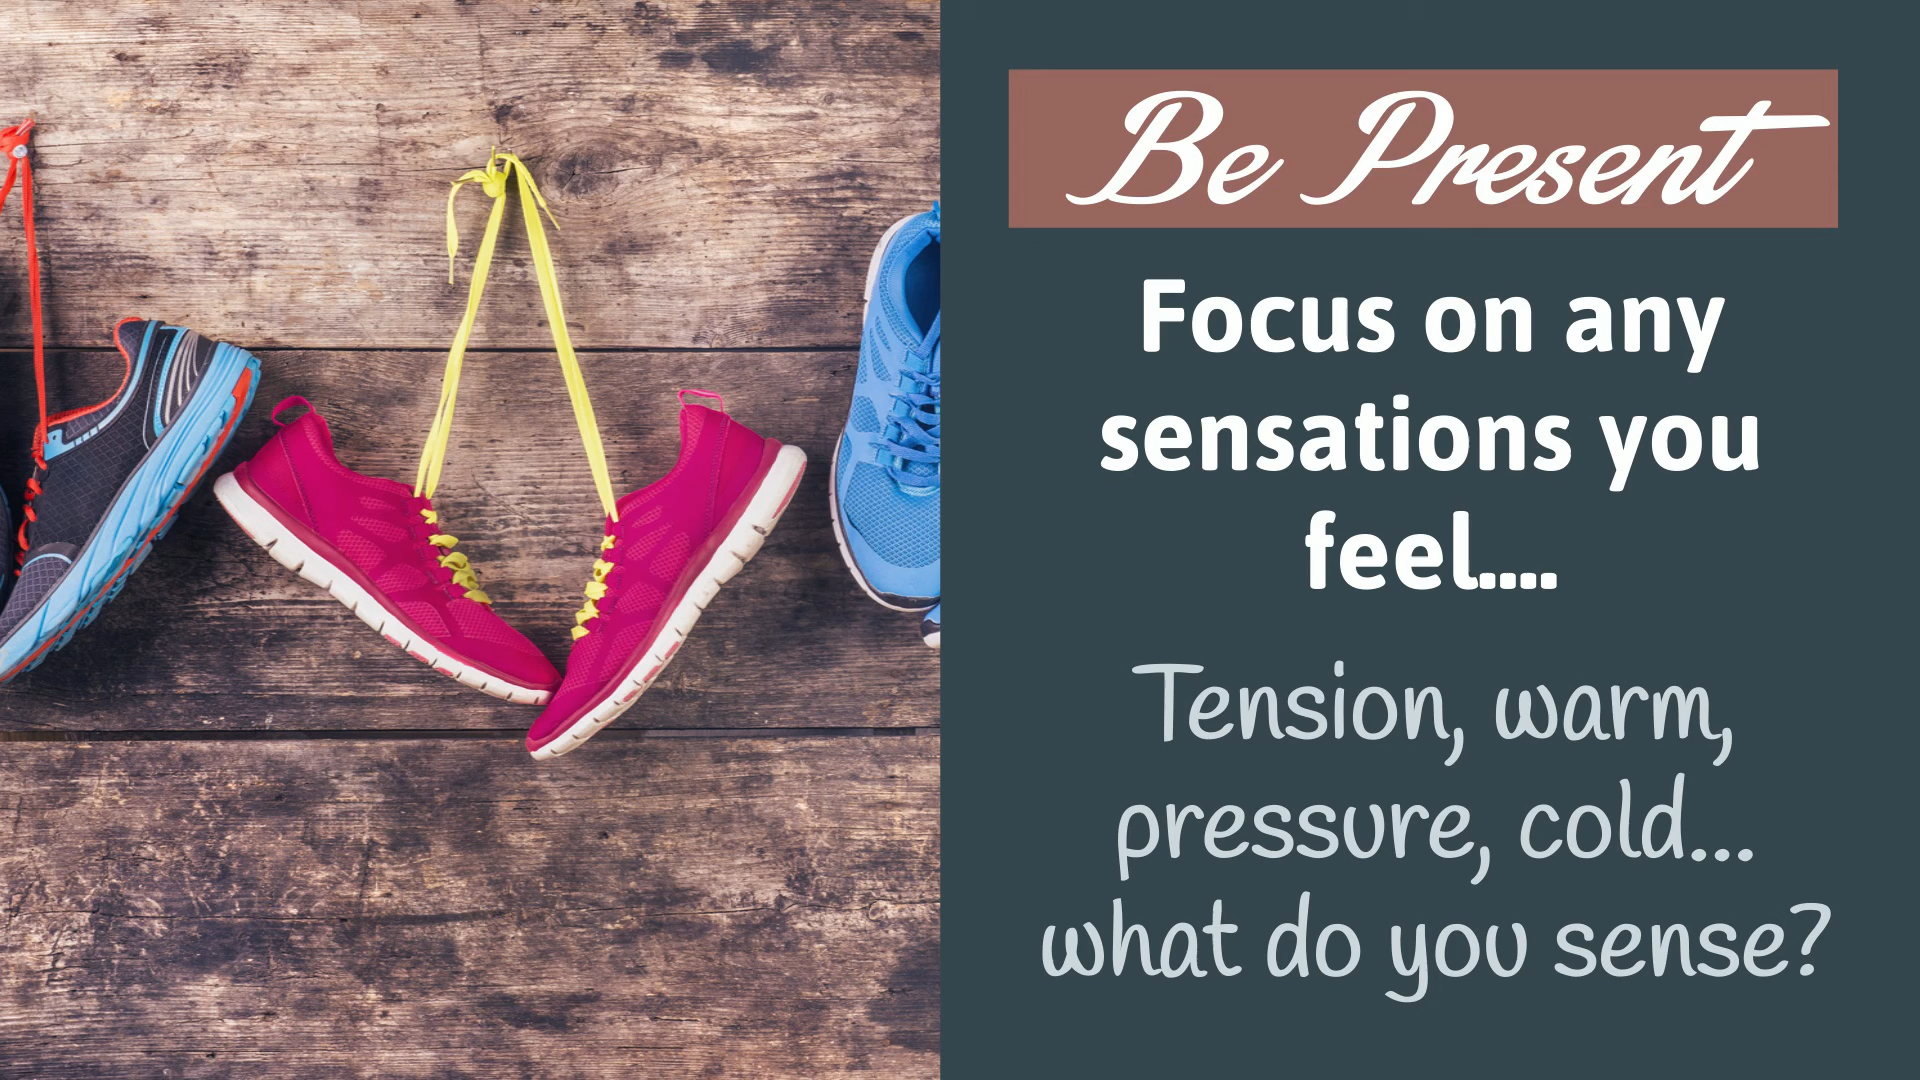 Be Present
Focus on any
sensations you
feel....
Tension, warm,
pressure, cold...
what do you sense?